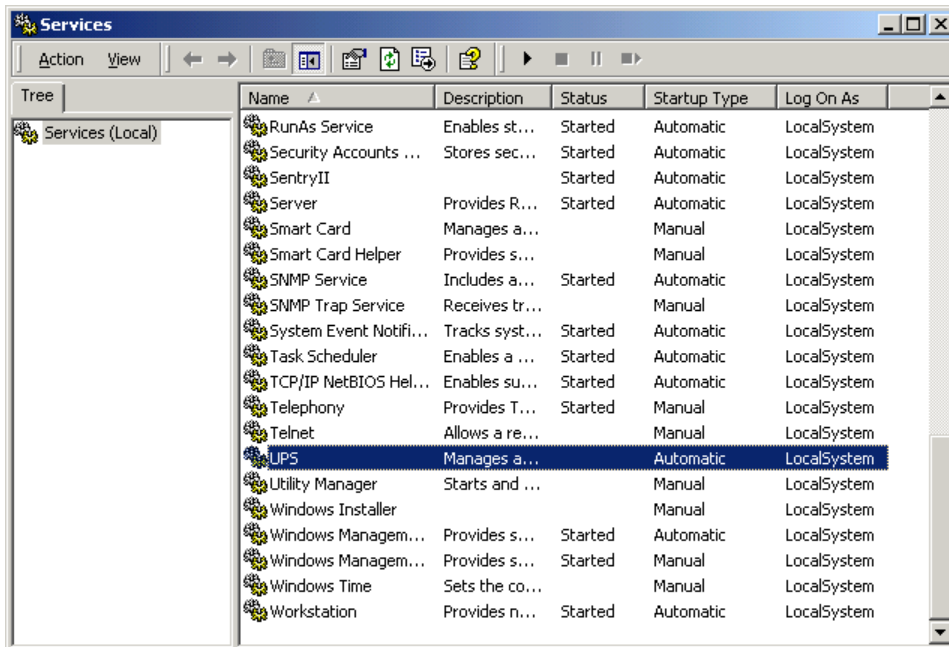 Services
Action View
Tree
Services (Local)
Name Description Status Startup Type Log On As
RunAs Service Enables st... Started Automatic LocalSystem
Security Accounts ... Stores sec... Started Automatic LocalSystem
SentryII Started Automatic LocalSystem
Server Provides R... Started Automatic LocalSystem
Smart Card Manages a... Manual LocalSystem
Smart Card Helper Provides s... Manual LocalSystem
SNMP Service Includes a... Started Automatic LocalSystem
SNMP Trap Service Receives tr... Manual LocalSystem
System Event Notifi... Tracks syst... Started Automatic LocalSystem
Task Scheduler Enables a ... Started Automatic LocalSystem
TCP/IP NetBIOS Hel... Enables su... Started Automatic LocalSystem
Telephony Provides T... Started Manual LocalSystem
Telnet Allows a re... Manual LocalSystem
UPS Manages a... Automatic LocalSystem
Utility Manager Starts and ... Manual LocalSystem
Windows Installer Manual LocalSystem
Windows Managem... Provides s... Started Automatic LocalSystem
Windows Managem... Provides s... Started Manual LocalSystem
Windows Time Sets the co... Manual LocalSystem
Workstation Provides n... Started Automatic LocalSystem